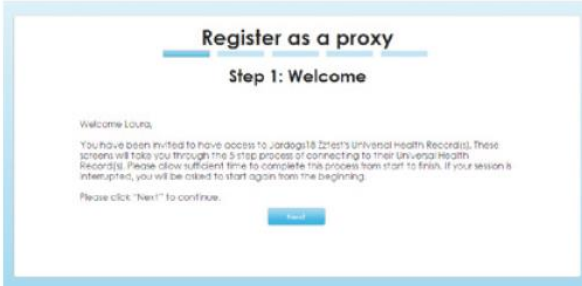 Register as a proxy
Step 1: Welcome
Welcome Laura,
You have been invited to have access to Jardogs18 Zztest's Universal Health Record(s). These
screens will take you through the 5 step process of connecting to their Universal Health
Record(s). Please allow sufficient time to complete this process from start to finish. If your session is
interrupted, you will be asked to start again from the beginning.
Please click "Next" to continue.
Next